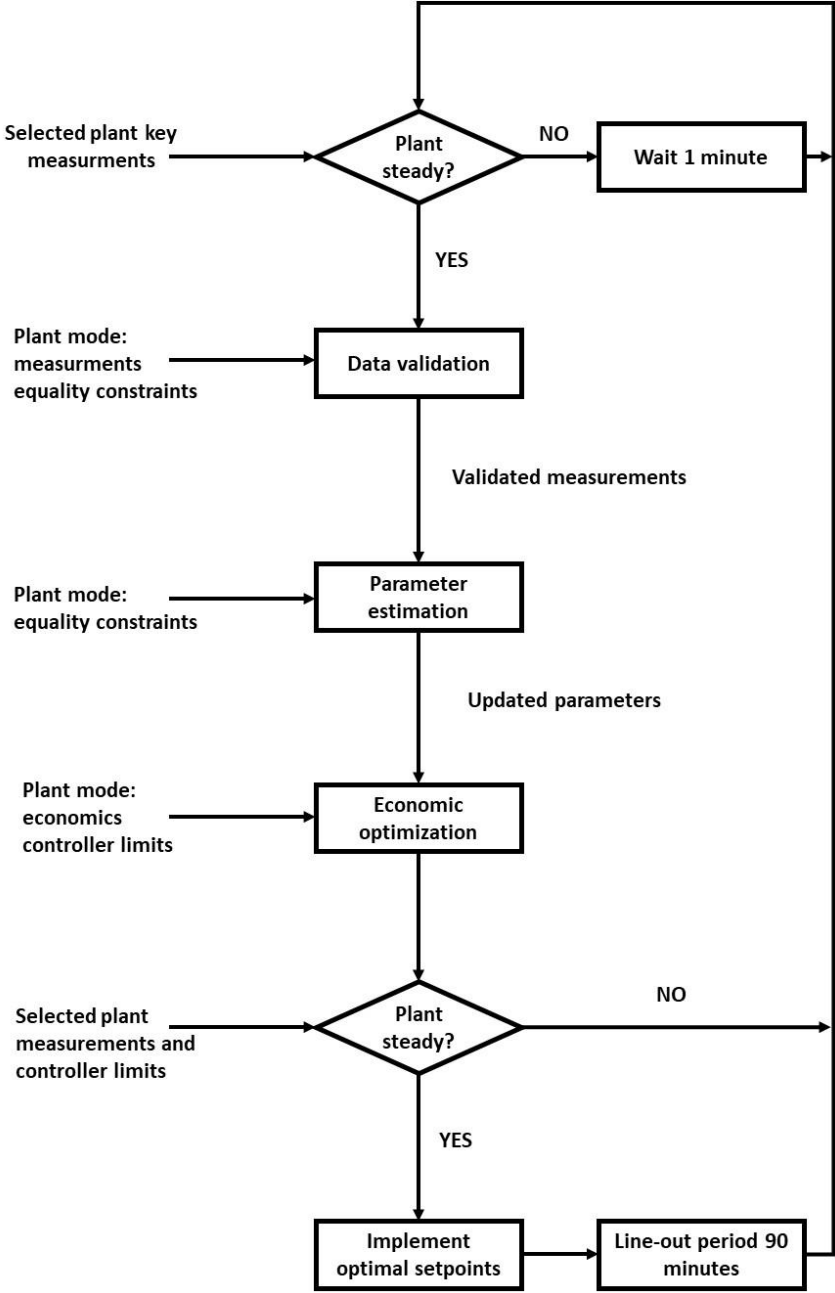 Selected plant key
measurments
Plant
steady?
NO
Wait 1 minute
YES
Plant mode:
measurments
equality constraints
Data validation
Validated measurements
Plant mode:
equality constraints
Parameter
estimation
Updated parameters
Plant mode:
economics
controller limits
Economic
optimization
Selected plant
measurements and
controller limits
Plant
steady?
NO
YES
Implement
optimal setpoints
Line-out period 90
minutes